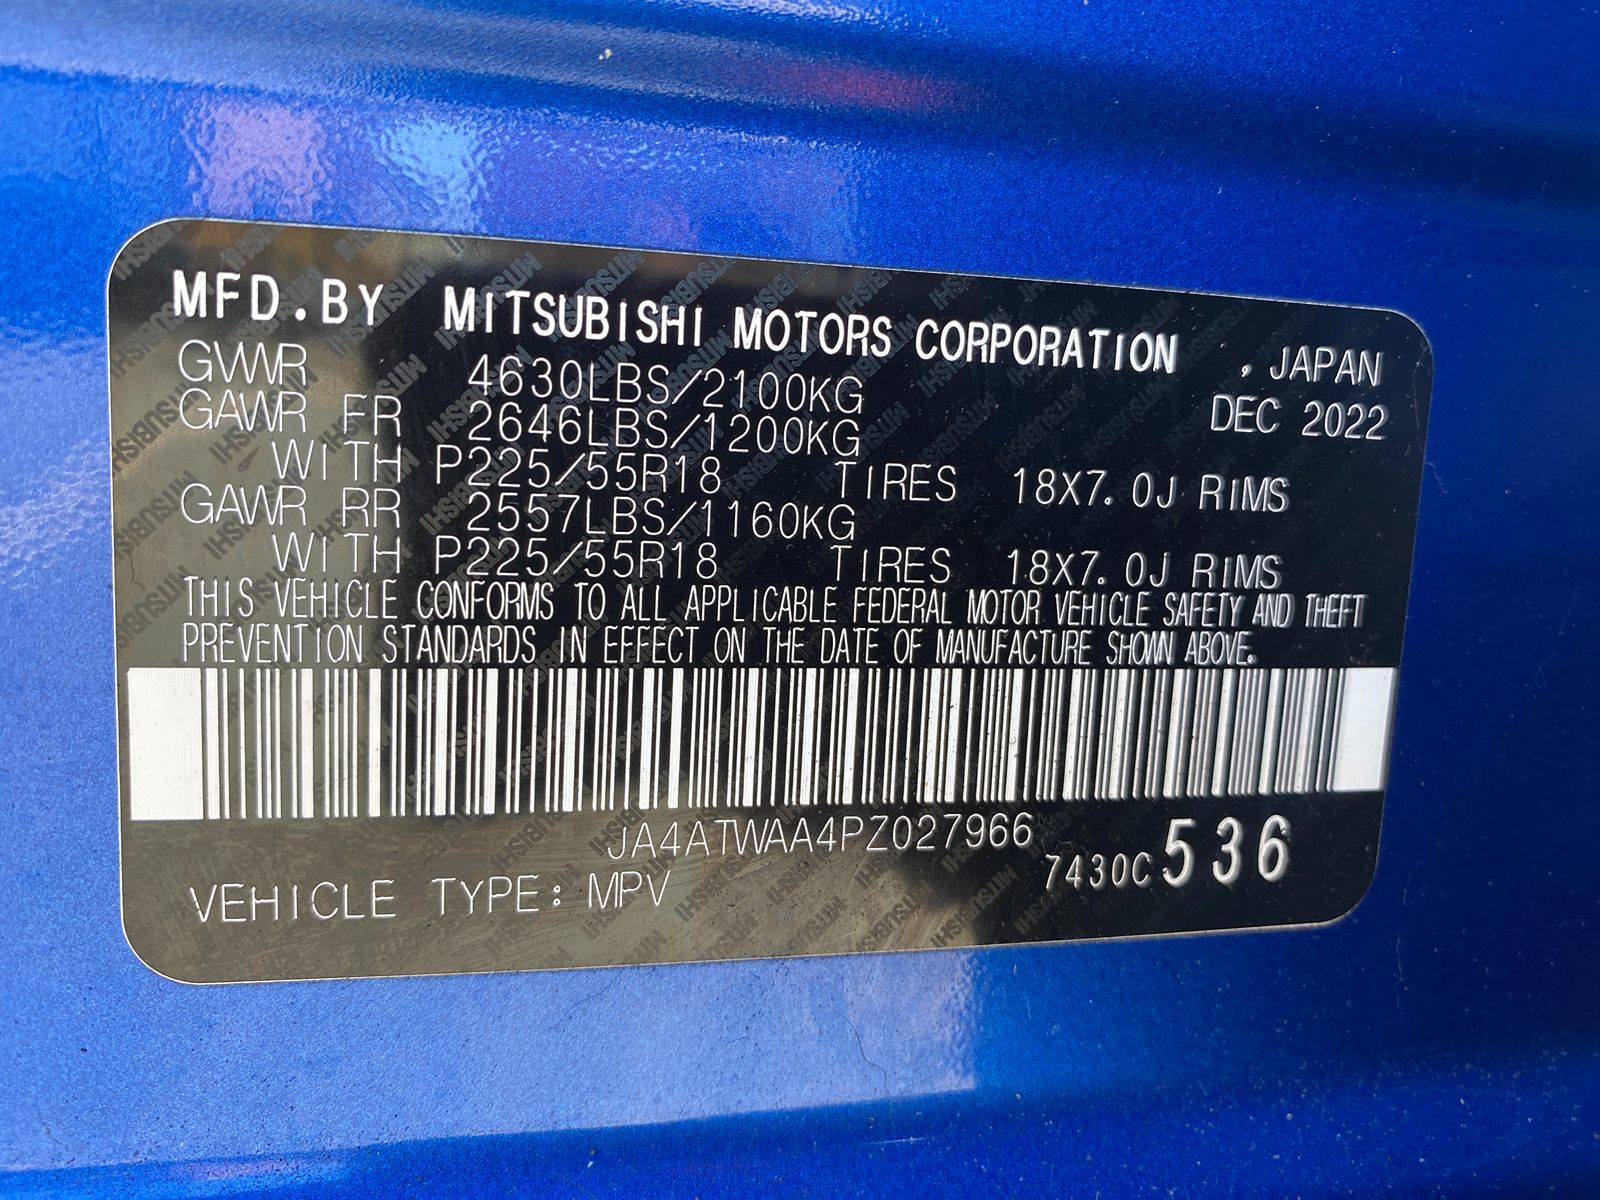 MFD.BY MITSUBISHI MOTORS CORPORATION , JAPAN
GVWR 4630LBS/2100KG DEC 2022
GAWR FR 2646LBS/1200KG
WITH P225/55R18 TIRES 18X7.0J RIMS
GAWR RR 2557LBS/1160KG
WITH P225/55R18 TIRES 18X7.0J RIMS
THIS VEHICLE CONFORMS TO ALL APPLICABLE FEDERAL MOTOR VEHICLE SAFETY AND THEFT
PREVENTION STANDARDS IN EFFECT ON THE DATE OF MANUFACTURE SHOWN ABOVE.
JA4ATWAA4PZ027966
7430C 536
VEHICLE TYPE: MPV